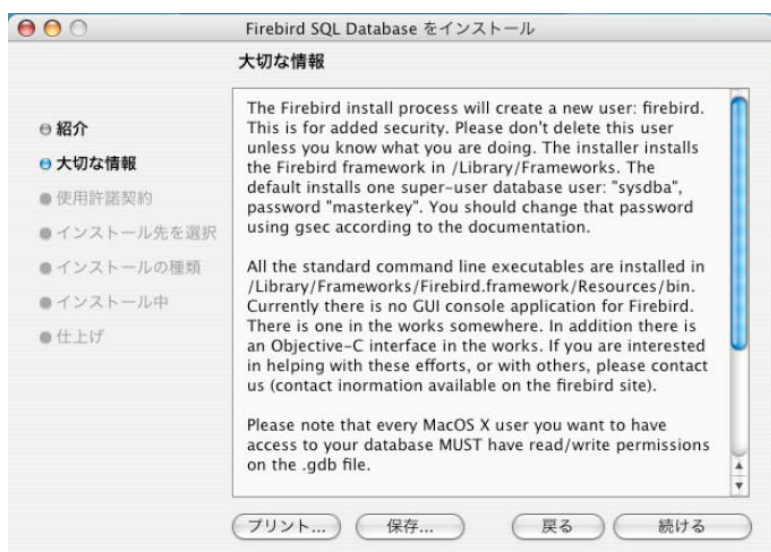 Firebird SQL Database をインストール
大切な情報
紹介
大切な情報
使用許諾契約
インストール先を選択
インストールの種類
インストール中
仕上げ
The Firebird install process will create a new user: firebird.
This is for added security. Please don't delete this user
unless you know what you are doing. The installer installs
the Firebird framework in /Library/Frameworks. The
default installs one super-user database user: "sysdba",
password "masterkey". You should change that password
using gsec according to the documentation.
All the standard command line executables are installed in
/Library/Frameworks/Firebird.framework/Resources/bin.
Currently there is no GUI console application for Firebird.
There is one in the works somewhere. In addition there is
an Objective-C interface in the works. If you are interested
in helping with these efforts, or with others, please contact
us (contact inormation available on the firebird site).
Please note that every MacOS X user you want to have
access to your database MUST have read/write permissions
on the .gdb file.
プリント... 保存... 戻る 続ける